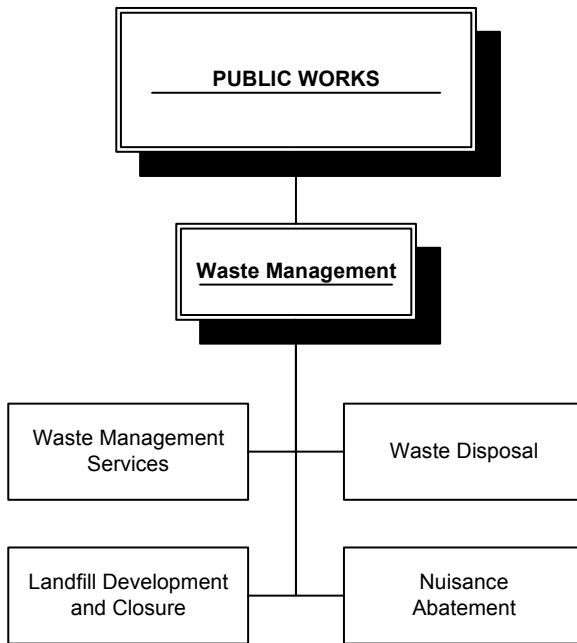 PUBLIC WORKS
Waste Management
Waste Management
Services
Waste Disposal
Landfill Development
and Closure
Nuisance
Abatement